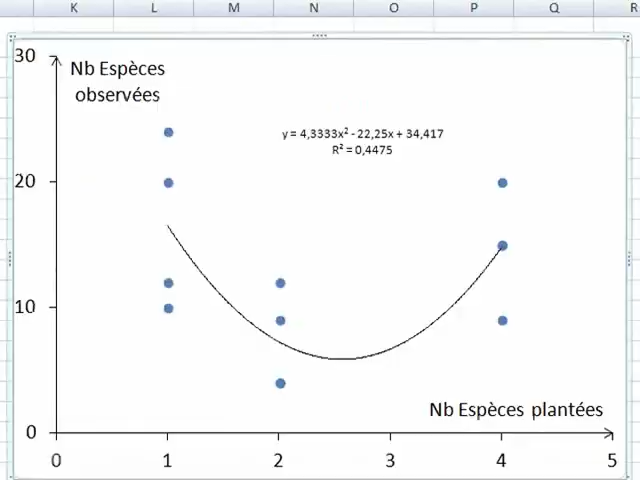 K L M N O P Q R
30
Nb Espèces
observées
y = 4,3333x² - 22,25x + 34,417
R² = 0,4475
20
10
Nb Espèces plantées
0
0 1 2 3 4 5